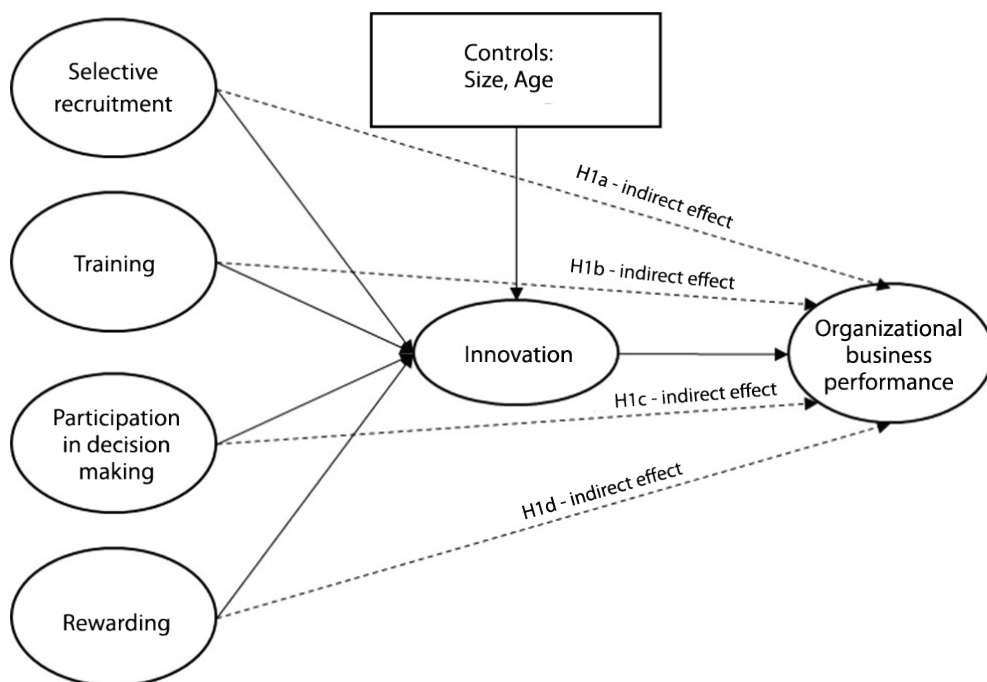 Selective
recruitment
Controls:
Size, Age
H1a - indirect effect
Training
H1b - indirect effect
Innovation
Organizational
business
performance
Participation
in decision
making
H1c - indirect effect
H1d - indirect effect
Rewarding